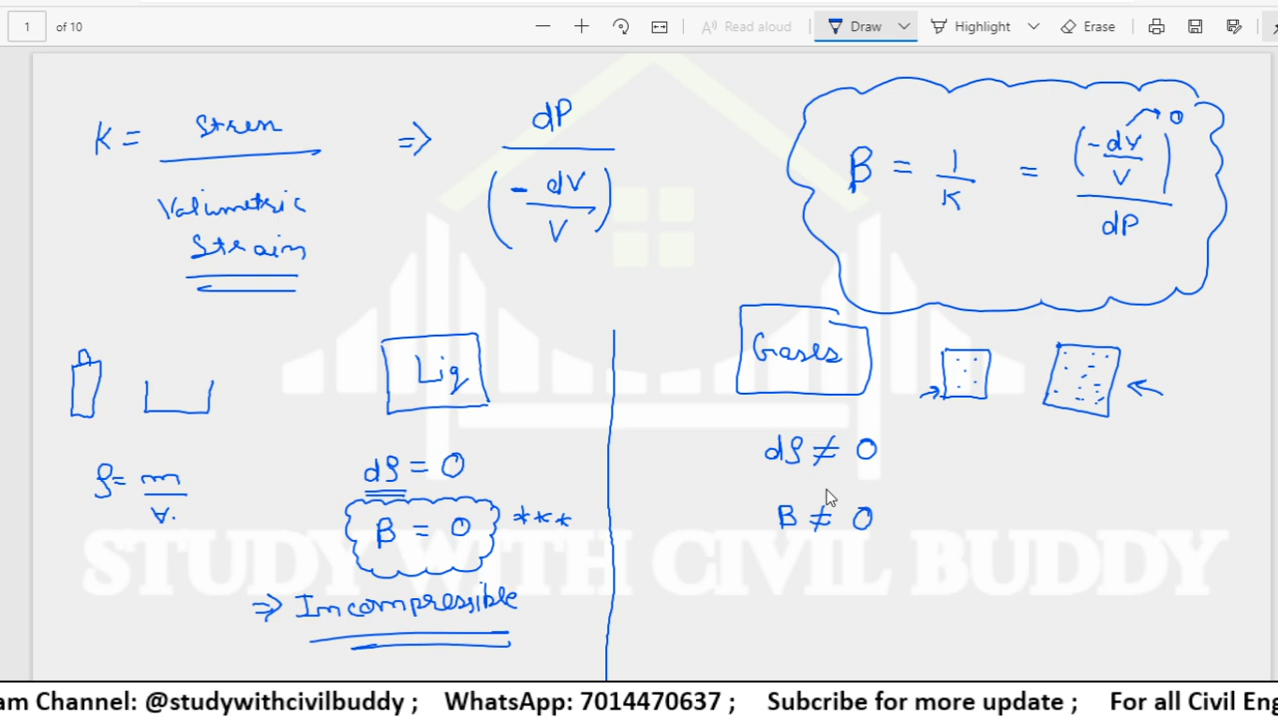 1 of 10 Read aloud Draw Highlight Erase
K = Stress / Volumetric Strain => dP / (- dV / V)
β = 1 / K = (- dV / V) / dP → 0
Liq
Gases
ρ = m / V.
dρ = 0
β = 0 ***
=> Incompressible
dρ ≠ 0
β ≠ 0
STUDY WITH CIVIL BUDDY
am Channel: @studywithcivilbuddy ; WhatsApp: 7014470637 ; Subcribe for more update ; For all Civil Eng